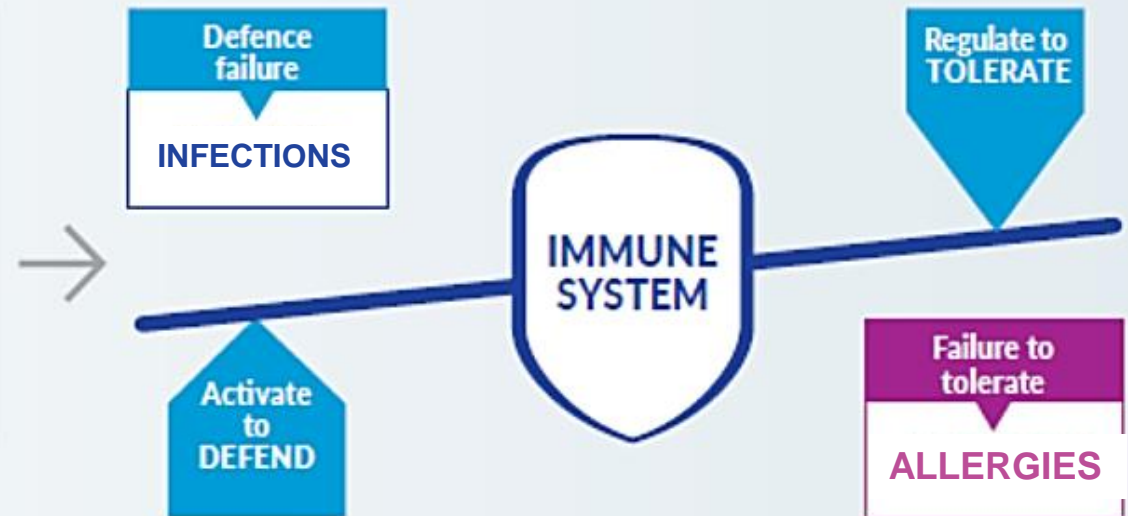 Defence
failure
INFECTIONS
Regulate to
TOLERATE
IMMUNE
SYSTEM
Activate
to
DEFEND
Failure to
tolerate
ALLERGIES